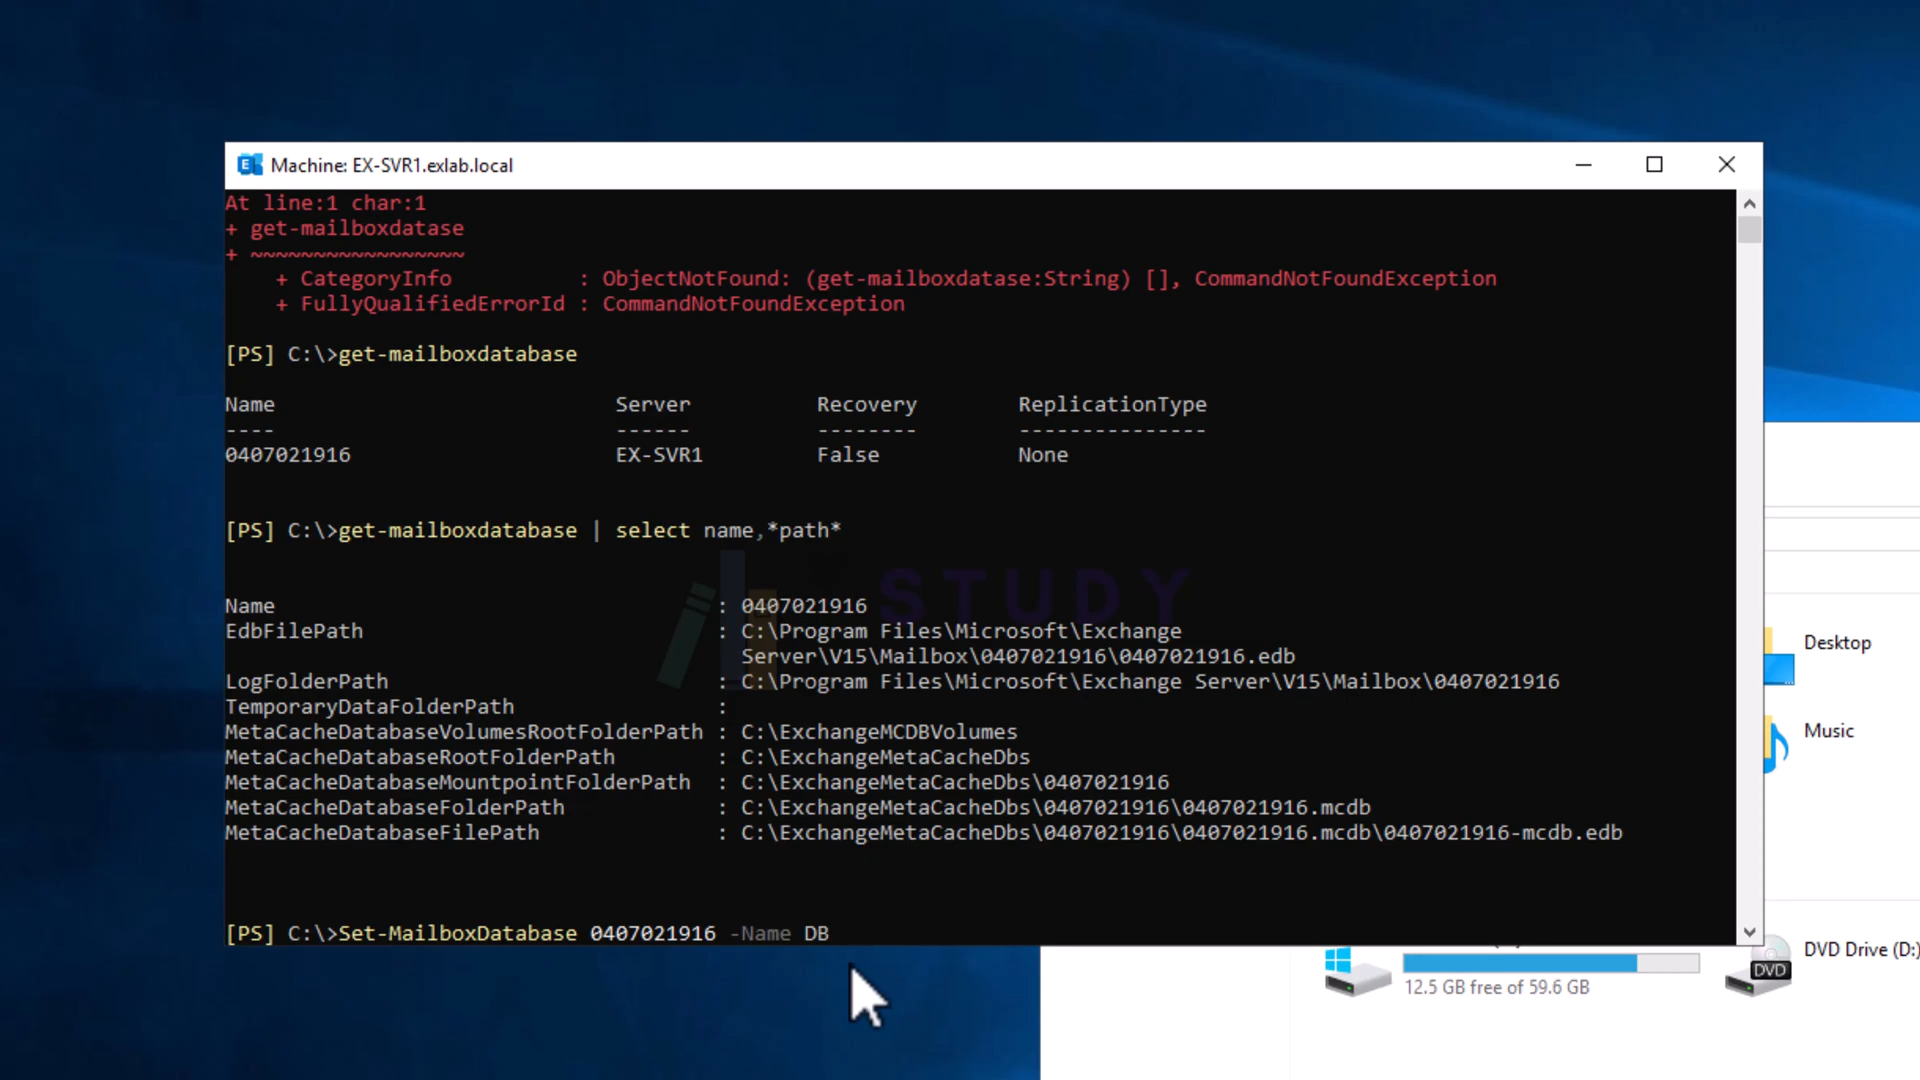 Machine: EX-SVR1.exlab.local
At line:1 char:1
+ get-mailboxdatase
+ ~~~~~~~~~~~~~~~~~
+ CategoryInfo : ObjectNotFound: (get-mailboxdatase:String) [], CommandNotFoundException
+ FullyQualifiedErrorId : CommandNotFoundException
[PS] C:\>get-mailboxdatabase
Name Server Recovery ReplicationType
---- ------ -------- ---------------
0407021916 EX-SVR1 False None
[PS] C:\>get-mailboxdatabase | select name,*path*
STUDY
Name : 0407021916
EdbFilePath : C:\Program Files\Microsoft\Exchange
Server\V15\Mailbox\0407021916\0407021916.edb
LogFolderPath : C:\Program Files\Microsoft\Exchange Server\V15\Mailbox\0407021916
TemporaryDataFolderPath :
MetaCacheDatabaseVolumesRootFolderPath : C:\ExchangeMCDBVolumes
MetaCacheDatabaseRootFolderPath : C:\ExchangeMetaCacheDbs
MetaCacheDatabaseMountpointFolderPath : C:\ExchangeMetaCacheDbs\0407021916
MetaCacheDatabaseFolderPath : C:\ExchangeMetaCacheDbs\0407021916\0407021916.mcdb
MetaCacheDatabaseFilePath : C:\ExchangeMetaCacheDbs\0407021916\0407021916.mcdb\0407021916-mcdb.edb
[PS] C:\>Set-MailboxDatabase 0407021916 -Name DB
Desktop
Music
DVD Drive (D:)
DVD
12.5 GB free of 59.6 GB